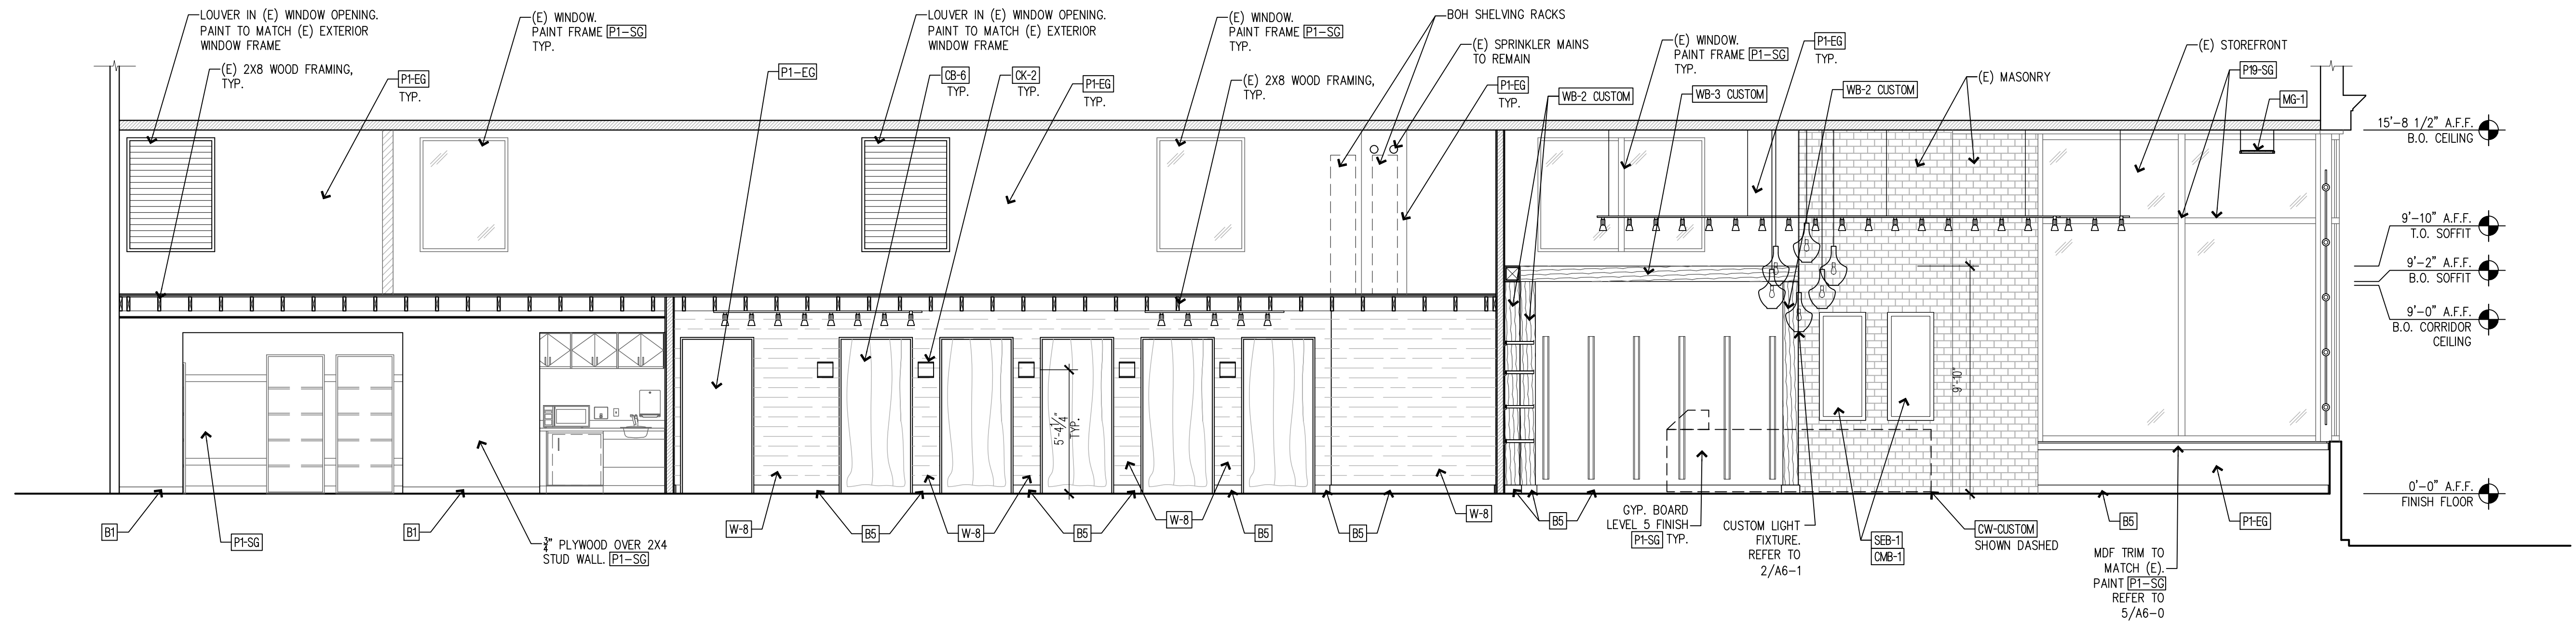 LOUVER IN (E) WINDOW OPENING.
PAINT TO MATCH (E) EXTERIOR
WINDOW FRAME
(E) 2X8 WOOD FRAMING,
TYP.
P1-EG
TYP.
(E) WINDOW.
PAINT FRAME P1-SG
TYP.
P1-EG
LOUVER IN (E) WINDOW OPENING.
PAINT TO MATCH (E) EXTERIOR
WINDOW FRAME
CB-6
TYP.
CK-2
TYP.
P1-EG
TYP.
(E) WINDOW.
PAINT FRAME P1-SG
TYP.
(E) 2X8 WOOD FRAMING,
TYP.
BOH SHELVING RACKS
(E) SPRINKLER MAINS
TO REMAIN
P1-EG
TYP.
WB-2 CUSTOM
(E) WINDOW.
PAINT FRAME P1-SG
TYP.
WB-3 CUSTOM
P1-EG
TYP.
WB-2 CUSTOM
(E) MASONRY
(E) STOREFRONT
P19-SG
MG-1
15'-8 1/2" A.F.F.
B.O. CEILING
9'-10" A.F.F.
T.O. SOFFIT
9'-2" A.F.F.
B.O. SOFFIT
9'-0" A.F.F.
B.O. CORRIDOR
CEILING
0'-0" A.F.F.
FINISH FLOOR
5'-4 1/4"
TYP.
9'-10"
B1
P1-SG
B1
3/4" PLYWOOD OVER 2X4
STUD WALL. P1-SG
W-8
B5
W-8
B5
W-8
B5
B5
W-8
B5
GYP. BOARD
LEVEL 5 FINISH
P1-SG TYP.
CUSTOM LIGHT
FIXTURE.
REFER TO
2/A6-1
SEB-1
CMB-1
CW-CUSTOM
SHOWN DASHED
MDF TRIM TO
MATCH (E).
PAINT P1-SG
REFER TO
5/A6-0
B5
P1-EG